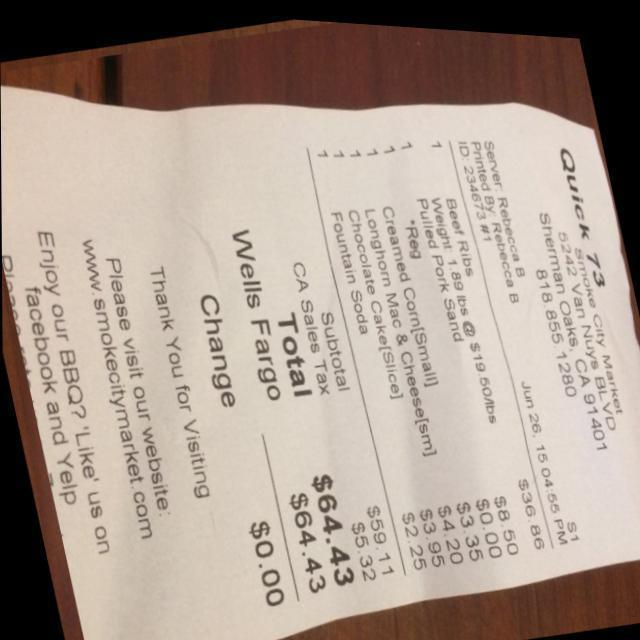 Quick 73
Smoke City Market
5242 Van Nuys BLVD
Sherman Oaks, CA 91401
818 855 1280
Server: Rebecca B S1
Printed By: Rebecca B Jun 26, 15 04:55 PM
ID: 234673 #1
1 Beef Ribs $36.86
Weight 1.89 lbs @ $19.50/lbs
1 Pulled Pork Sand $8.50
*Reg $0.00
1 Creamed Corn[Small] $3.35
1 Longhorn Mac & Cheese[sm] $4.20
1 Chocolate Cake[Slice] $3.95
1 Fountain Soda $2.25
Subtotal $59.11
CA Sales Tax $5.32
Total $64.43
Wells Fargo $64.43
Change $0.00
Thank You for Visiting
Please visit our website:
www.smokecitymarket.com
Enjoy our BBQ? 'Like' us on
facebook and Yelp